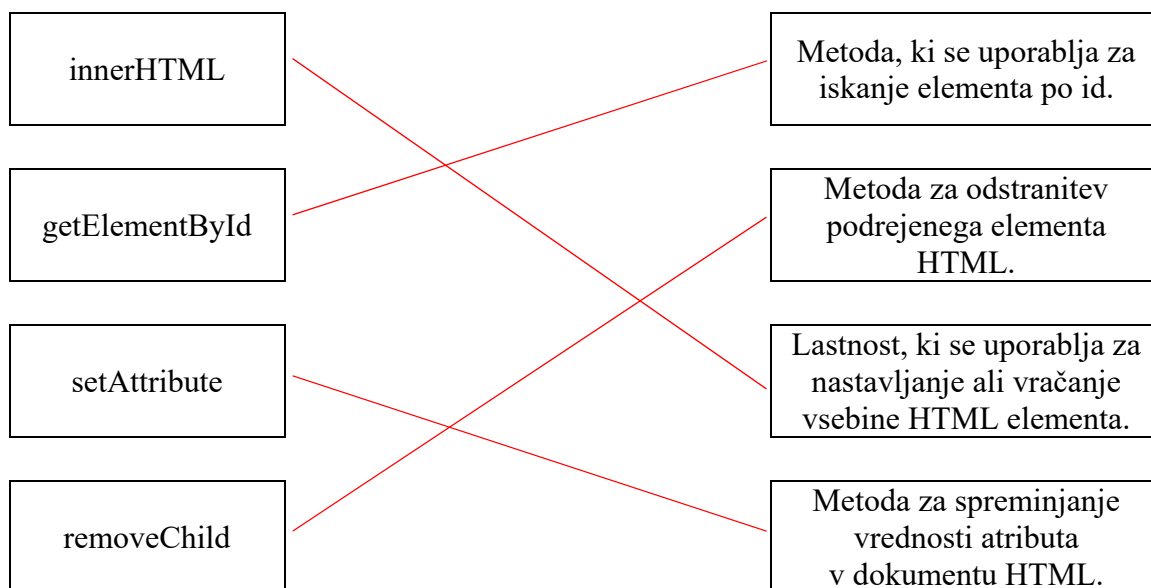 innerHTML
Metoda, ki se uporablja za
iskanje elementa po id.
getElementById
Metoda za odstranitev
podrejenega elementa
HTML.
setAttribute
Lastnost, ki se uporablja za
nastavljanje ali vračanje
vsebine HTML elementa.
removeChild
Metoda za spreminjanje
vrednosti atributa
v dokumentu HTML.